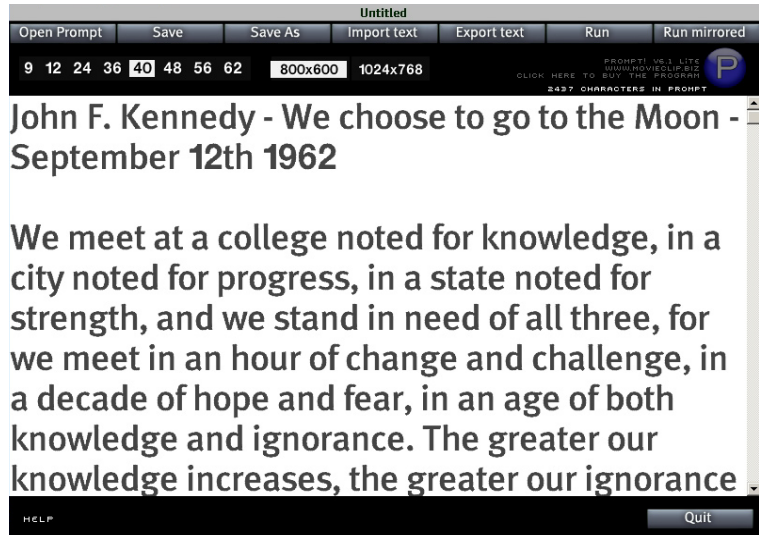 Untitled
Open Prompt Save Save As Import text Export text Run Run mirrored
9 12 24 36 40 48 56 62 800x600 1024x768
PROMPT! V6.1 LITE
WWW.MOVIECLIP.BIZ
CLICK HERE TO BUY THE PROGRAM
P
2437 CHARACTERS IN PROMPT
John F. Kennedy - We choose to go to the Moon -
September 12th 1962
We meet at a college noted for knowledge, in a
city noted for progress, in a state noted for
strength, and we stand in need of all three, for
we meet in an hour of change and challenge, in
a decade of hope and fear, in an age of both
knowledge and ignorance. The greater our
knowledge increases, the greater our ignorance
HELP Quit